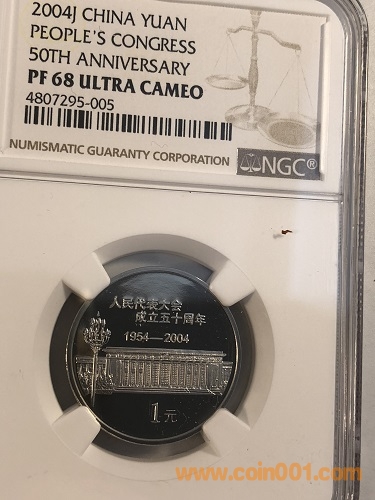 2004J CHINA YUAN
PEOPLE'S CONGRESS
50TH ANNIVERSARY
PF 68 ULTRA CAMEO
4807295-005
NUMISMATIC GUARANTY CORPORATION
NGC®
人民代表大会
成立五十周年
1954—2004
1元
www.coin001.com